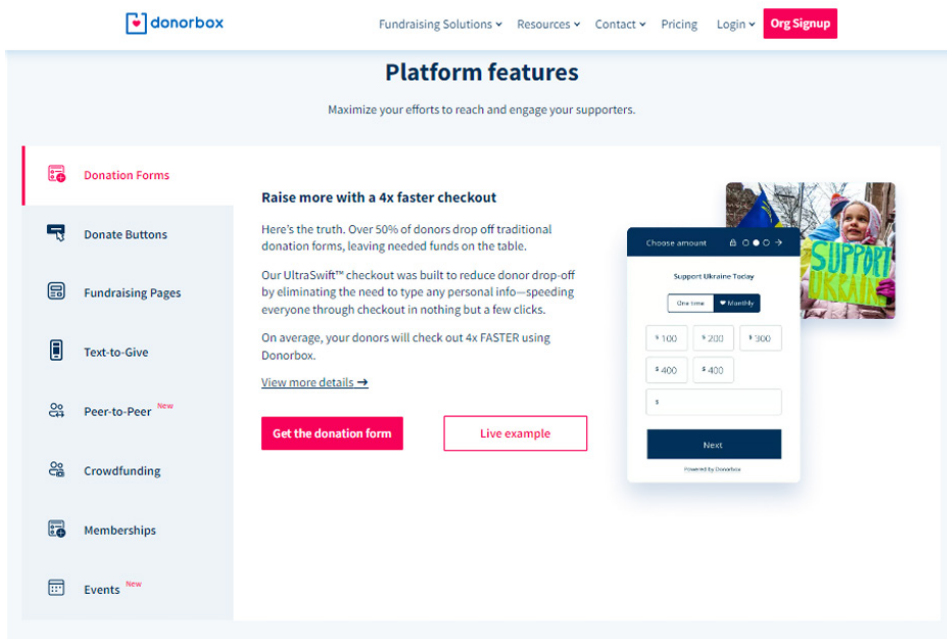 donorbox
Fundraising Solutions
Resources
Contact
Pricing
Login
Org Signup
Platform features
Maximize your efforts to reach and engage your supporters.
Donation Forms
Donate Buttons
Fundraising Pages
Text-to-Give
Peer-to-Peer New
Crowdfunding
Memberships
Events New
Raise more with a 4x faster checkout
Here's the truth. Over 50% of donors drop off traditional
donation forms, leaving needed funds on the table.
Our UltraSwift™ checkout was built to reduce donor drop-off
by eliminating the need to type any personal info—speeding
everyone through checkout in nothing but a few clicks.
On average, your donors will check out 4x FASTER using
Donorbox.
View more details →
Get the donation form
Live example
SUPPORT
UKRAINE
Choose amount
Support Ukraine Today
One time
Monthly
$ 100
$ 200
$ 300
$ 400
$ 400
$
Next
Powered by Donorbox